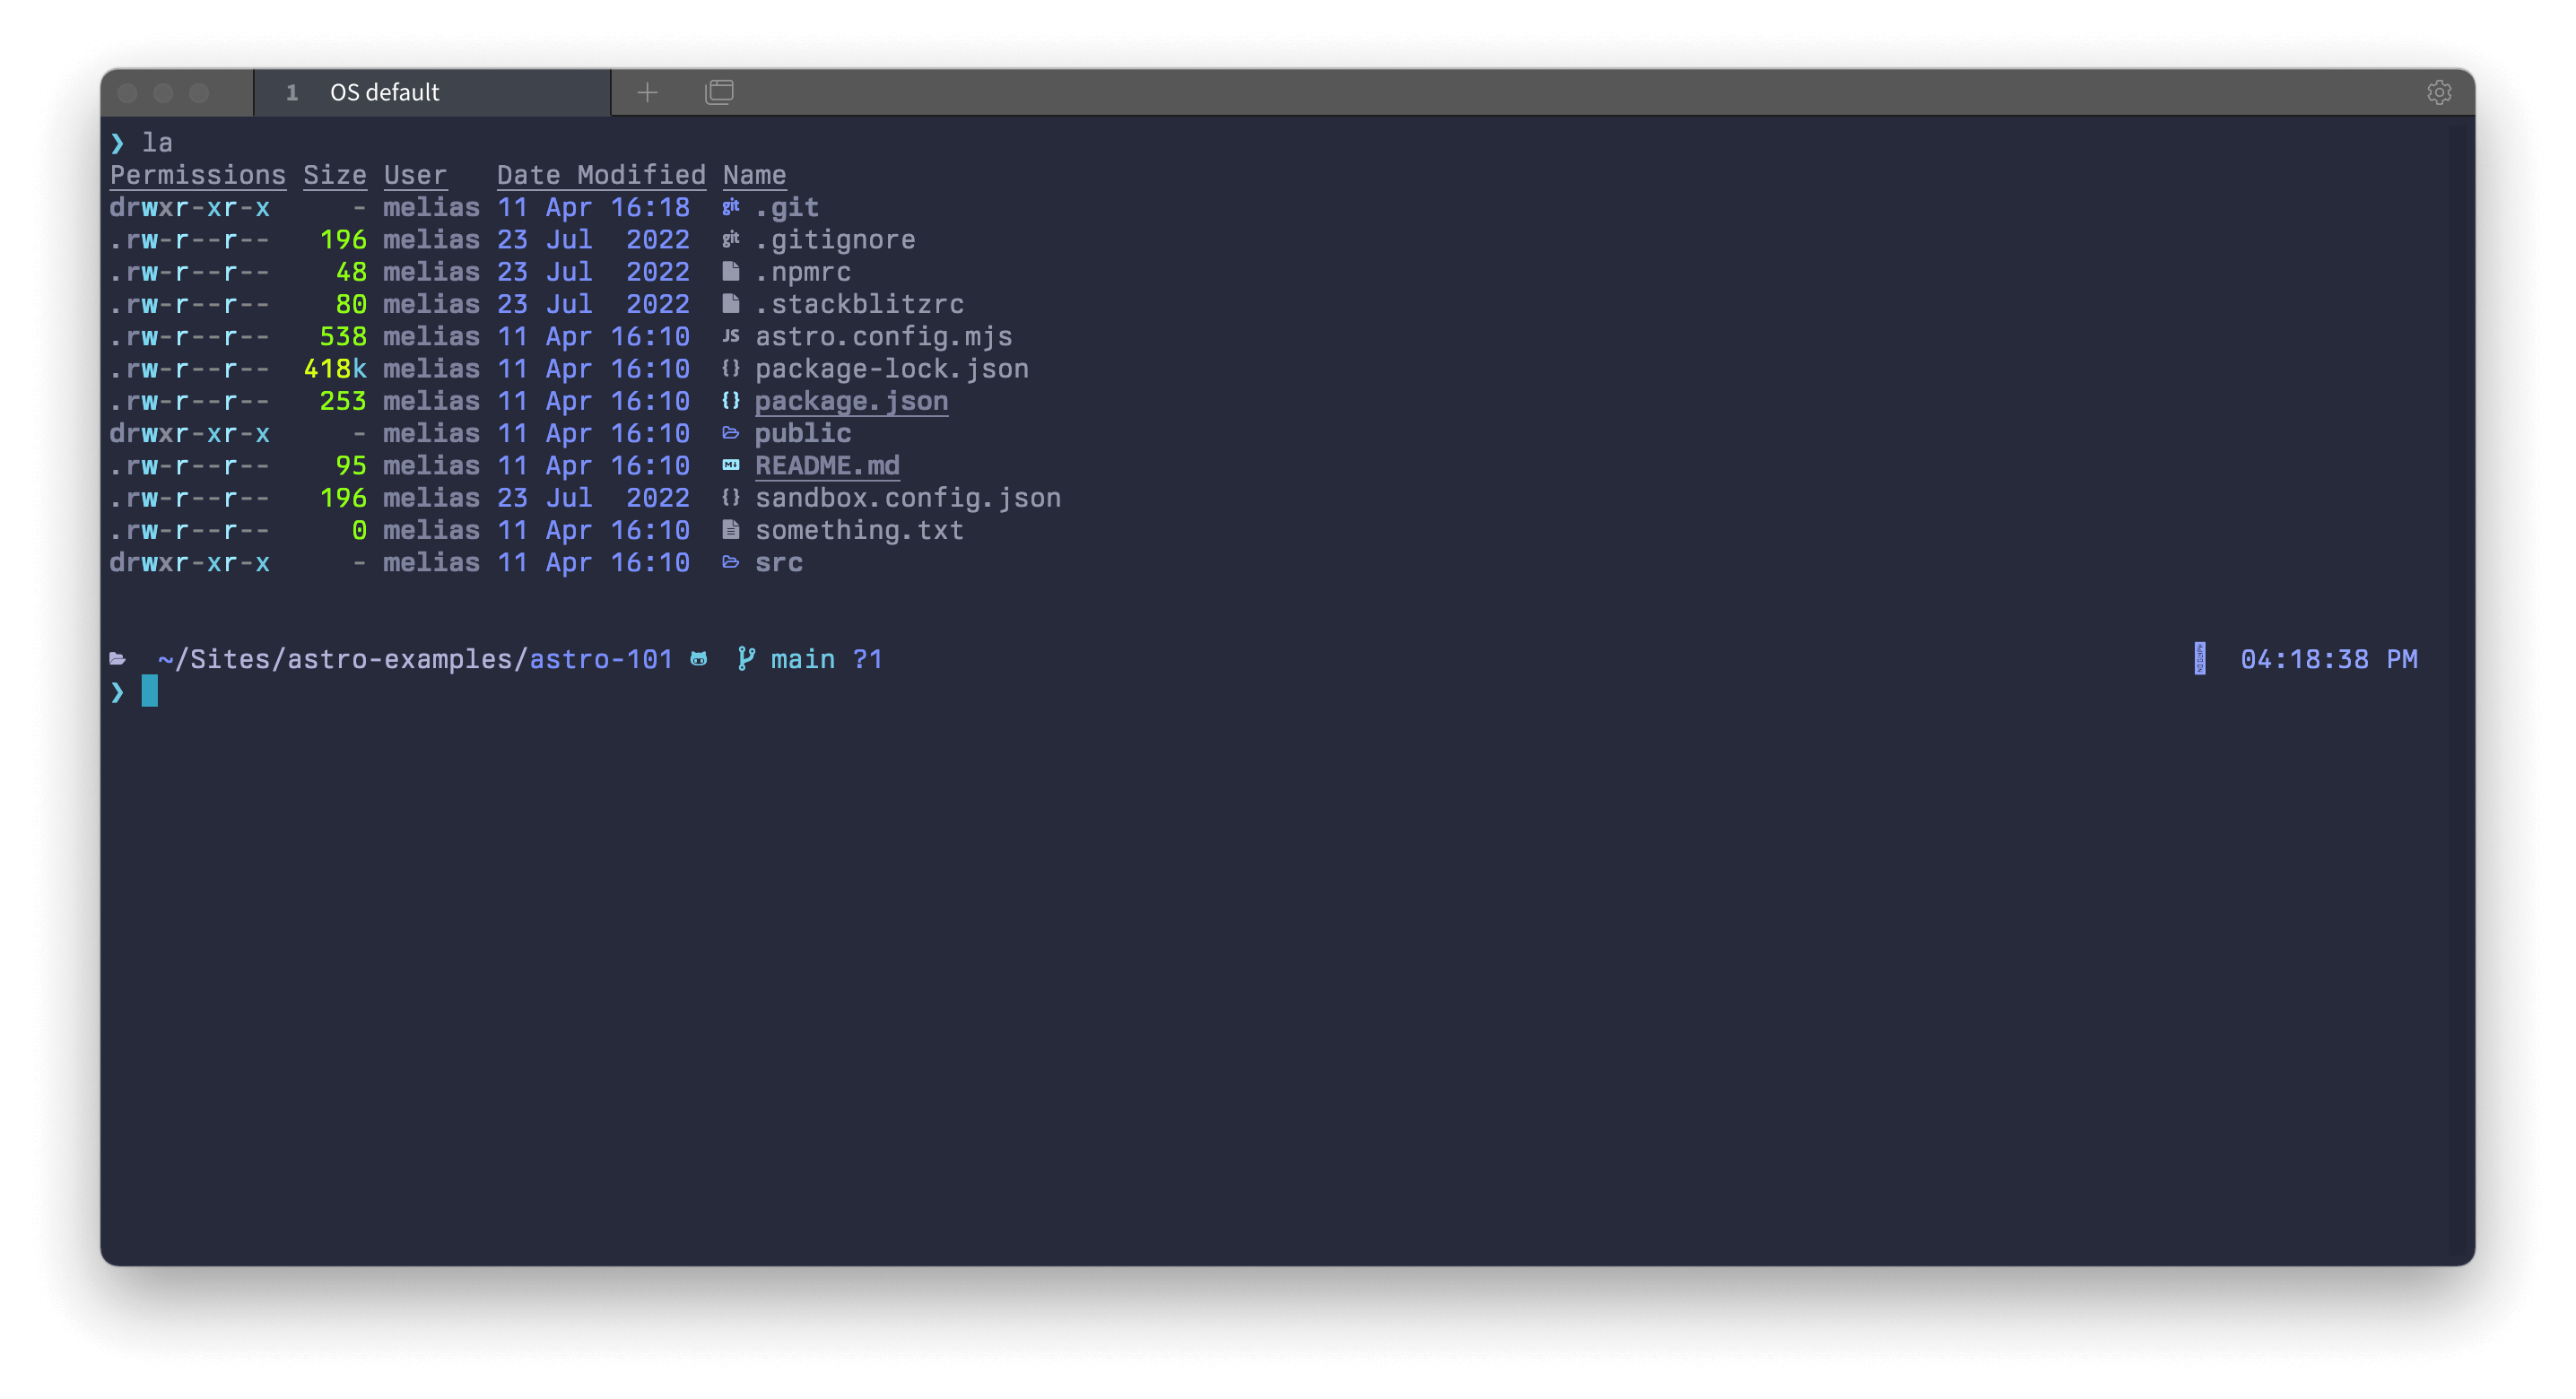 1 OS default
❯ la
Permissions Size User Date Modified Name
drwxr-xr-x - melias 11 Apr 16:18 git .git
.rw-r--r-- 196 melias 23 Jul 2022 git .gitignore
.rw-r--r-- 48 melias 23 Jul 2022 .npmrc
.rw-r--r-- 80 melias 23 Jul 2022 .stackblitzrc
.rw-r--r-- 538 melias 11 Apr 16:10 JS astro.config.mjs
.rw-r--r-- 418k melias 11 Apr 16:10 {} package-lock.json
.rw-r--r-- 253 melias 11 Apr 16:10 {} package.json
drwxr-xr-x - melias 11 Apr 16:10 public
.rw-r--r-- 95 melias 11 Apr 16:10 M↓ README.md
.rw-r--r-- 196 melias 23 Jul 2022 {} sandbox.config.json
.rw-r--r-- 0 melias 11 Apr 16:10 something.txt
drwxr-xr-x - melias 11 Apr 16:10 src
~/Sites/astro-examples/astro-101 main ?1 04:18:38 PM
❯